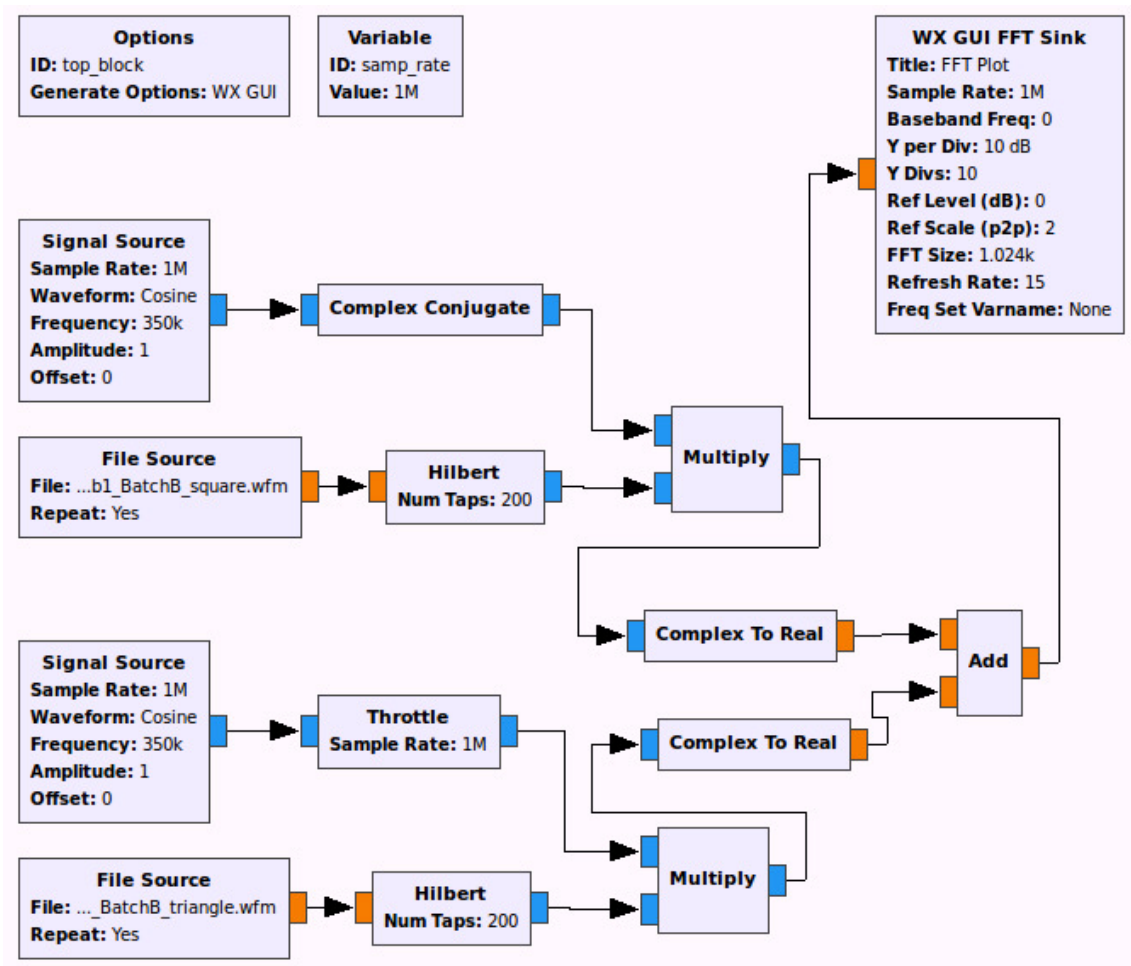 Options
ID: top_block
Generate Options: WX GUI
Variable
ID: samp_rate
Value: 1M
WX GUI FFT Sink
Title: FFT Plot
Sample Rate: 1M
Baseband Freq: 0
Y per Div: 10 dB
Y Divs: 10
Ref Level (dB): 0
Ref Scale (p2p): 2
FFT Size: 1.024k
Refresh Rate: 15
Freq Set Varname: None
Signal Source
Sample Rate: 1M
Waveform: Cosine
Frequency: 350k
Amplitude: 1
Offset: 0
Complex Conjugate
File Source
File: ...b1_BatchB_square.wfm
Repeat: Yes
Hilbert
Num Taps: 200
Multiply
Complex To Real
Add
Signal Source
Sample Rate: 1M
Waveform: Cosine
Frequency: 350k
Amplitude: 1
Offset: 0
Throttle
Sample Rate: 1M
Complex To Real
File Source
File: ..._BatchB_triangle.wfm
Repeat: Yes
Hilbert
Num Taps: 200
Multiply